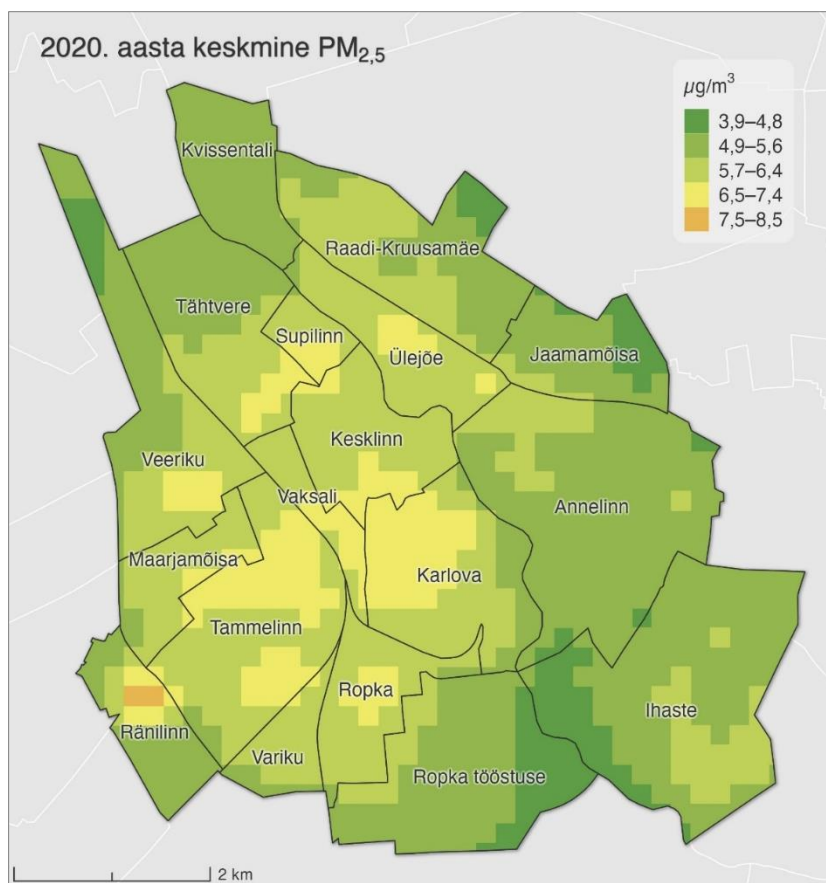 2020. aasta keskmine PM2,5
µg/m³
3,9–4,8
4,9–5,6
5,7–6,4
6,5–7,4
7,5–8,5
Kvissentali
Raadi-Kruusamäe
Tähtvere
Supilinn
Ülejõe
Jaamamõisa
Kesklinn
Veeriku
Vaksali
Annelinn
Maarjamõisa
Karlova
Tammelinn
Ropka
Ihaste
Ränilinn
Variku
Ropka tööstuse
2 km